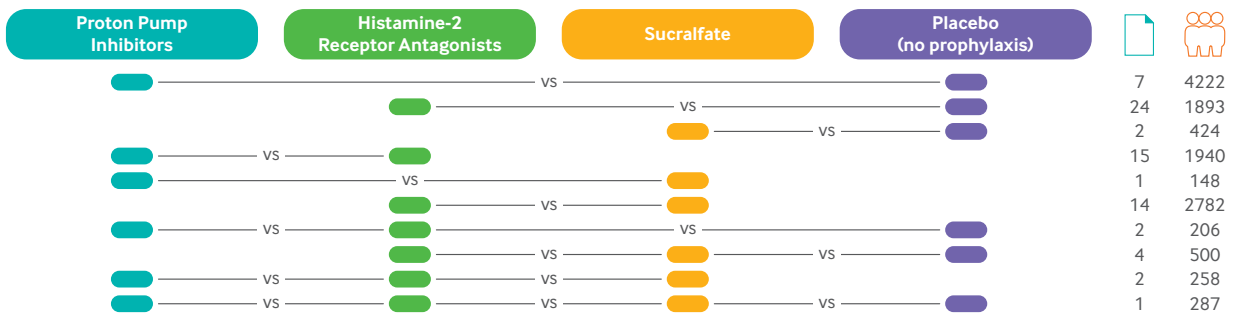 Proton Pump
Inhibitors
Histamine-2
Receptor Antagonists
Sucralfate
Placebo
(no prophylaxis)
vs 7 4222
vs 24 1893
vs 2 424
vs 15 1940
vs 1 148
vs 14 2782
vs vs 2 206
vs vs 4 500
vs vs 2 258
vs vs vs 1 287